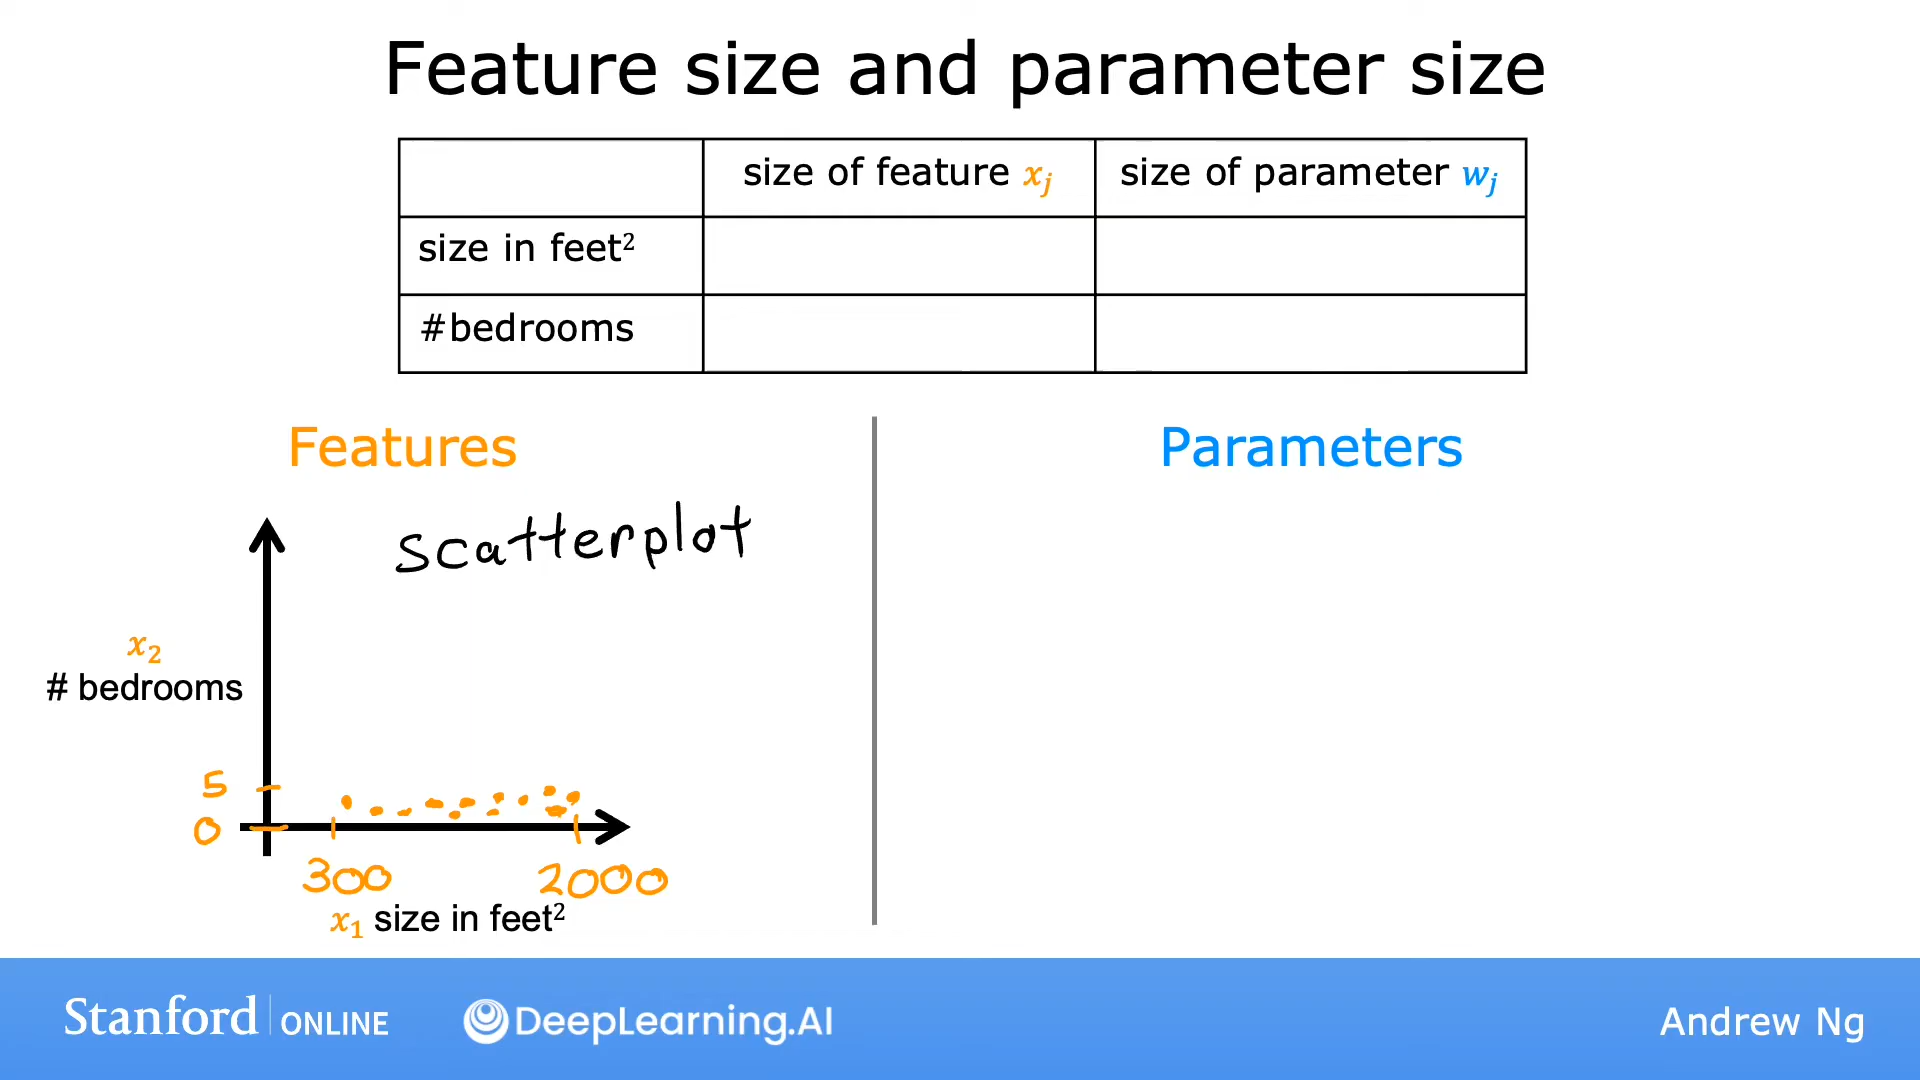 Feature size and parameter size
size of feature xⱼ
size of parameter wⱼ
size in feet²
#bedrooms
Features
Parameters
scatterplot
x₂
# bedrooms
5
0
300
2000
x₁ size in feet²
Stanford ONLINE
DeepLearning.AI
Andrew Ng